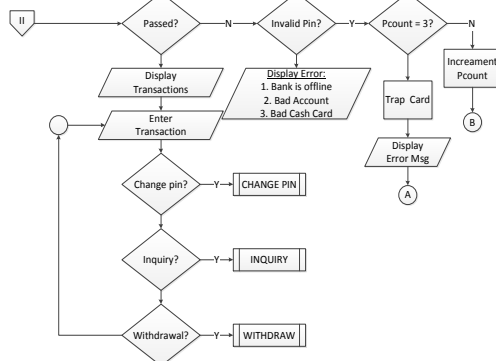 II
Passed?
N
Invalid Pin?
Y
Pcount = 3?
N
Display
Transactions
Display Error:
1. Bank is offline
2. Bad Account
3. Bad Cash Card
Trap Card
Increament
Pcount
B
Enter
Transaction
Display
Error Msg
A
Change pin?
Y
CHANGE PIN
Inquiry?
Y
INQUIRY
Withdrawal?
Y
WITHDRAW